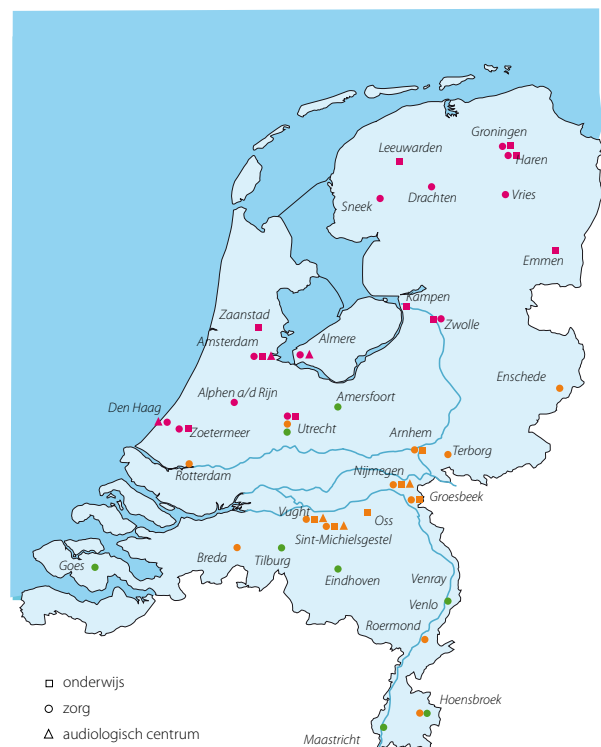 Groningen
Leeuwarden
Haren
Drachten
Vries
Sneek
Emmen
Kampen
Zaanstad
Zwolle
Amsterdam
Almere
Enschede
Alphen a/d Rijn
Amersfoort
Den Haag
Zoetermeer
Utrecht
Arnhem
Terborg
Rotterdam
Nijmegen
Groesbeek
Vught
Oss
Sint-Michielsgestel
Breda
Tilburg
Goes
Eindhoven
Venray
Venlo
Roermond
onderwijs
Hoensbroek
zorg
audiologisch centrum
Maastricht